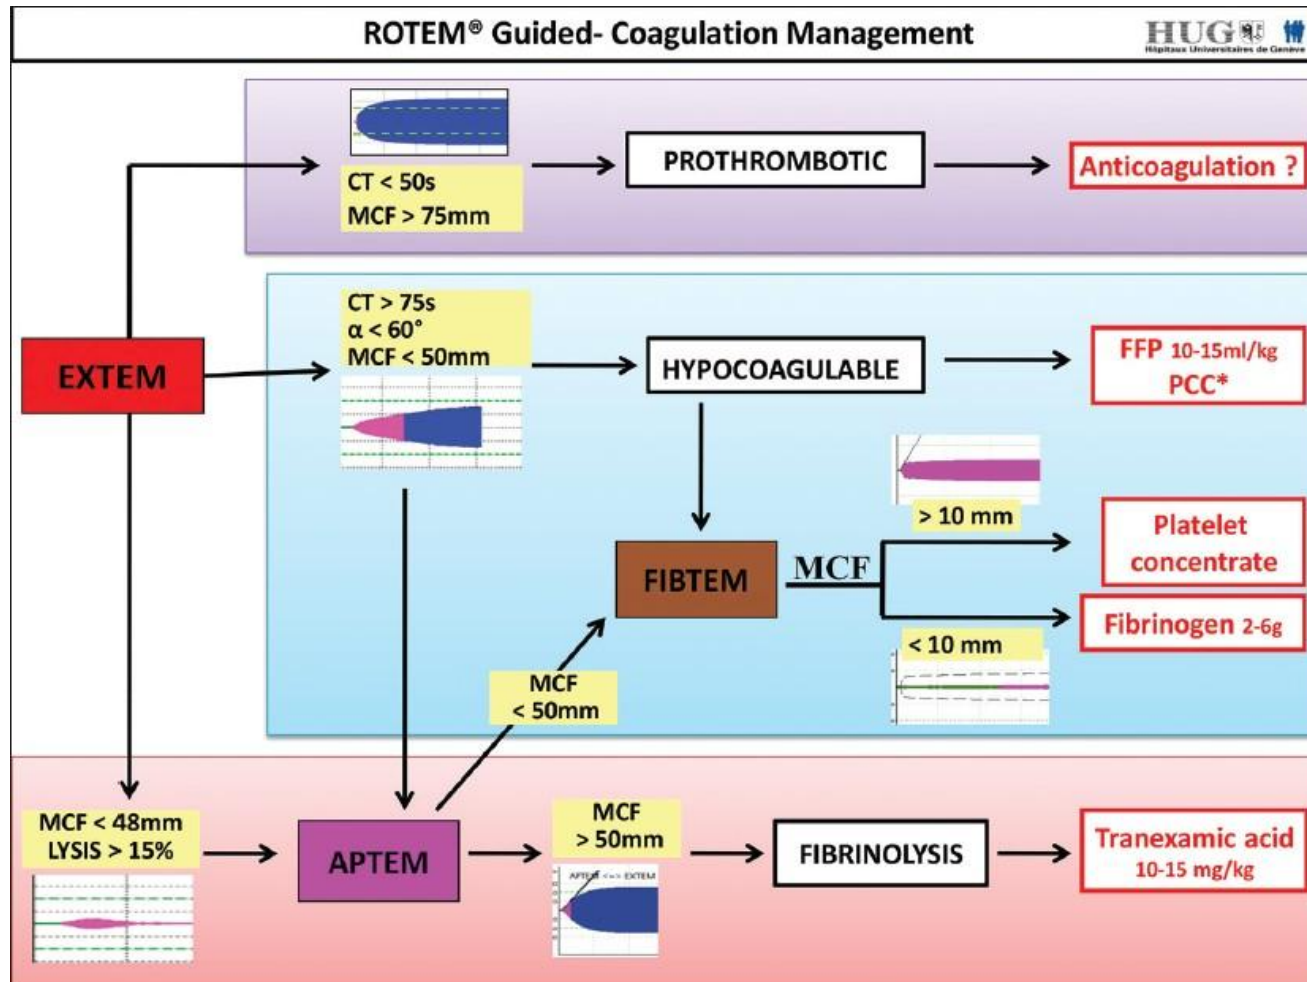 ROTEM® Guided- Coagulation Management
HUG
Hôpitaux Universitaires de Genève
CT < 50s
MCF > 75mm
PROTHROMBOTIC
Anticoagulation ?
EXTEM
CT > 75s
α < 60°
MCF < 50mm
HYPOCOAGULABLE
FFP 10-15ml/kg
PCC*
FIBTEM
MCF
> 10 mm
Platelet
concentrate
< 10 mm
Fibrinogen 2-6g
MCF
< 50mm
MCF < 48mm
LYSIS > 15%
APTEM
MCF
> 50mm
APTEM <=> EXTEM
FIBRINOLYSIS
Tranexamic acid
10-15 mg/kg